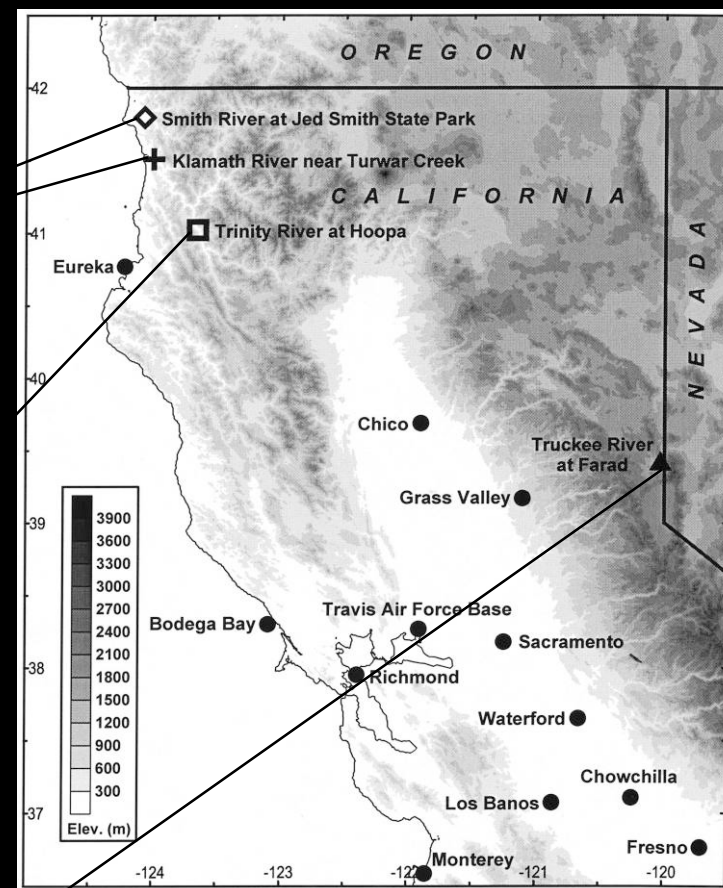 OREGON
42
Smith River at Jed Smith State Park
Klamath River near Turwar Creek
CALIFORNIA
41
Trinity River at Hoopa
NEVADA
Eureka
40
Chico
Truckee River
at Farad
Grass Valley
39
3900
3600
3300
3000
2700
2400
2100
1800
1500
1200
900
600
300
Elev. (m)
Travis Air Force Base
Bodega Bay
Sacramento
38
Richmond
Waterford
Chowchilla
37
Los Banos
Fresno
Monterey
-124
-123
-122
-121
-120